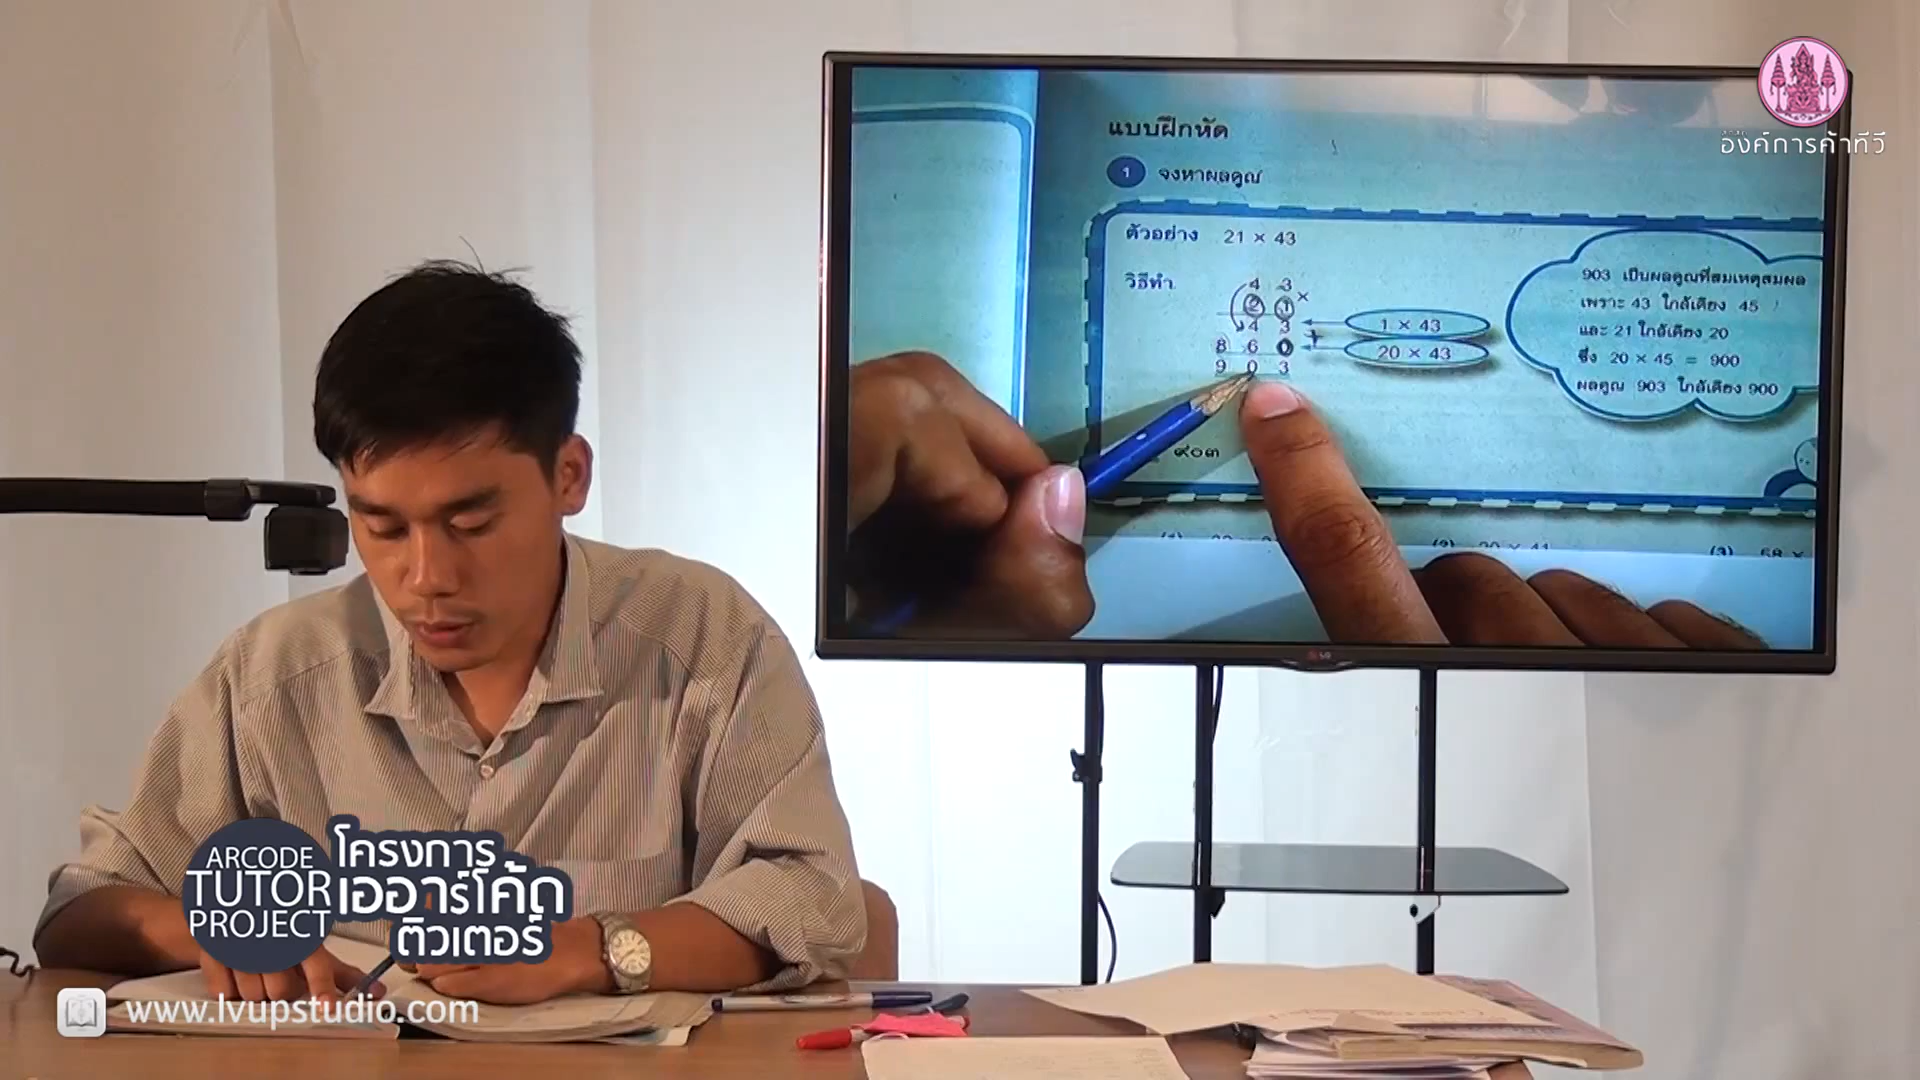 องค์การค้าทีวี
แบบฝึกหัด
1 จงหาผลคูณ
ตัวอย่าง 21 × 43
วิธีทำ
4 3
2 1 ×
4 3
8 6 0
9 0 3
1 × 43
20 × 43
903 เป็นผลคูณที่สมเหตุสมผล
เพราะ 43 ใกล้เคียง 45
และ 21 ใกล้เคียง 20
ซึ่ง 20 × 45 = 900
ผลคูณ 903 ใกล้เคียง 900
๙๐๓
(2)
(3) 68 ×
LG
ARCODE
TUTOR
PROJECT
โครงการ
เออาร์โค้ด
ติวเตอร์
www.lvupstudio.com